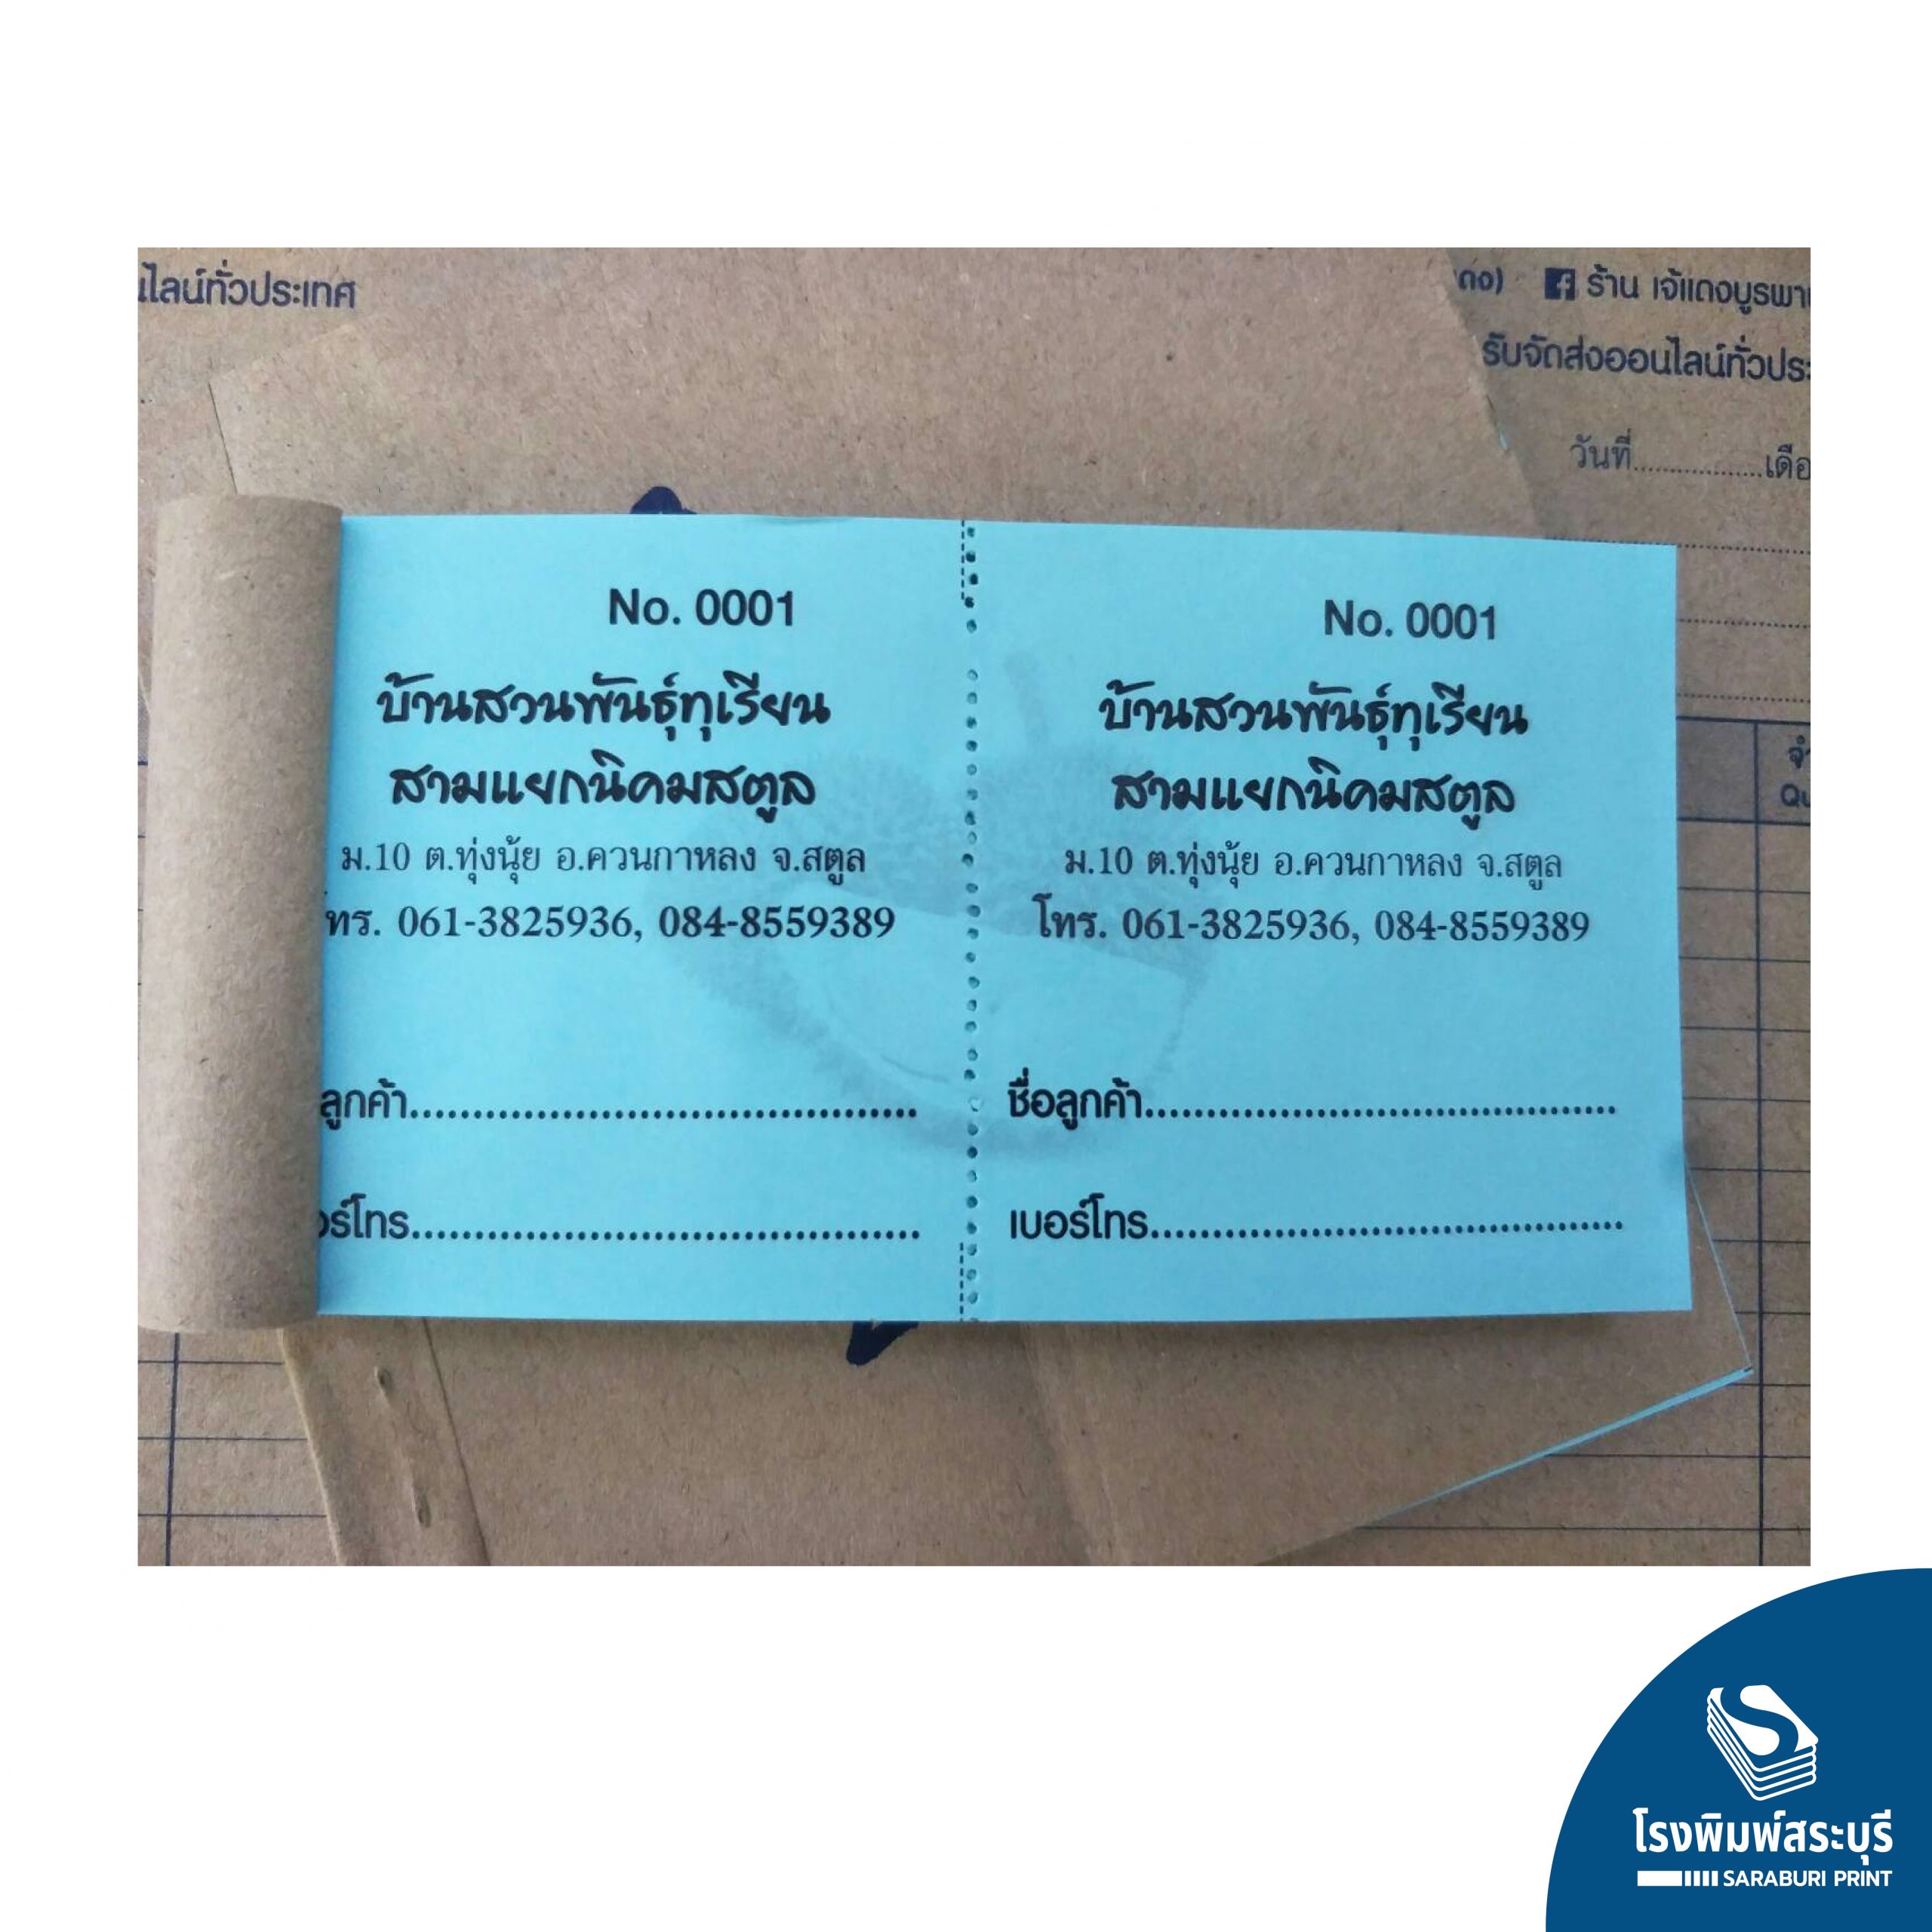 ไลน์ทั่วประเทศ
ร้าน เจ้แดงบูรพา
รับจัดส่งออนไลน์ทั่วประ
วันที่..................เดือ
No. 0001
บ้านสวนพันธุ์ทุเรียน
สามแยกนิคมสตูล
ม.10 ต.ทุ่งนุ้ย อ.ควนกาหลง จ.สตูล
ทร. 061-3825936, 084-8559389
ลูกค้า........................................
อร์โทร........................................
No. 0001
บ้านสวนพันธุ์ทุเรียน
สามแยกนิคมสตูล
ม.10 ต.ทุ่งนุ้ย อ.ควนกาหลง จ.สตูล
โทร. 061-3825936, 084-8559389
ชื่อลูกค้า......................................
เบอร์โทร......................................
โรงพิมพ์สระบุรี
SARABURI PRINT